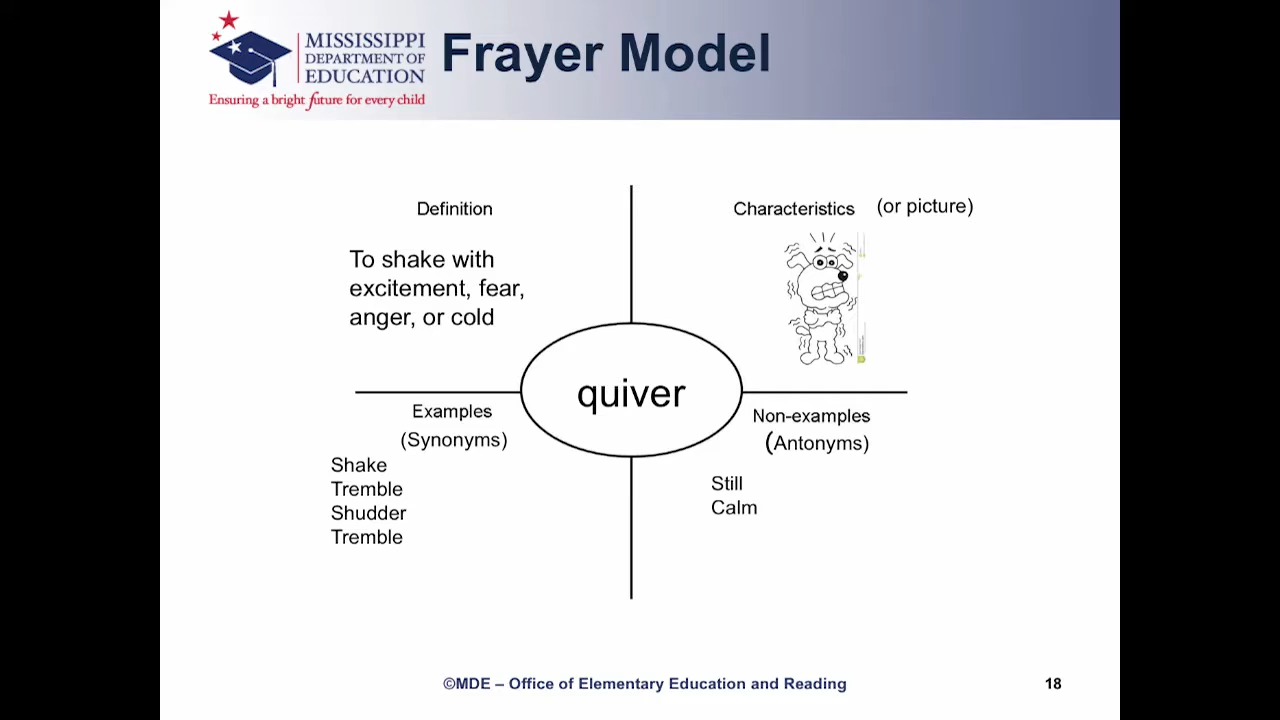 MISSISSIPPI
DEPARTMENT OF
EDUCATION
Ensuring a bright future for every child
Frayer Model
Definition
To shake with
excitement, fear,
anger, or cold
Characteristics (or picture)
quiver
Examples
(Synonyms)
Shake
Tremble
Shudder
Tremble
Non-examples
(Antonyms)
Still
Calm
©MDE – Office of Elementary Education and Reading
18